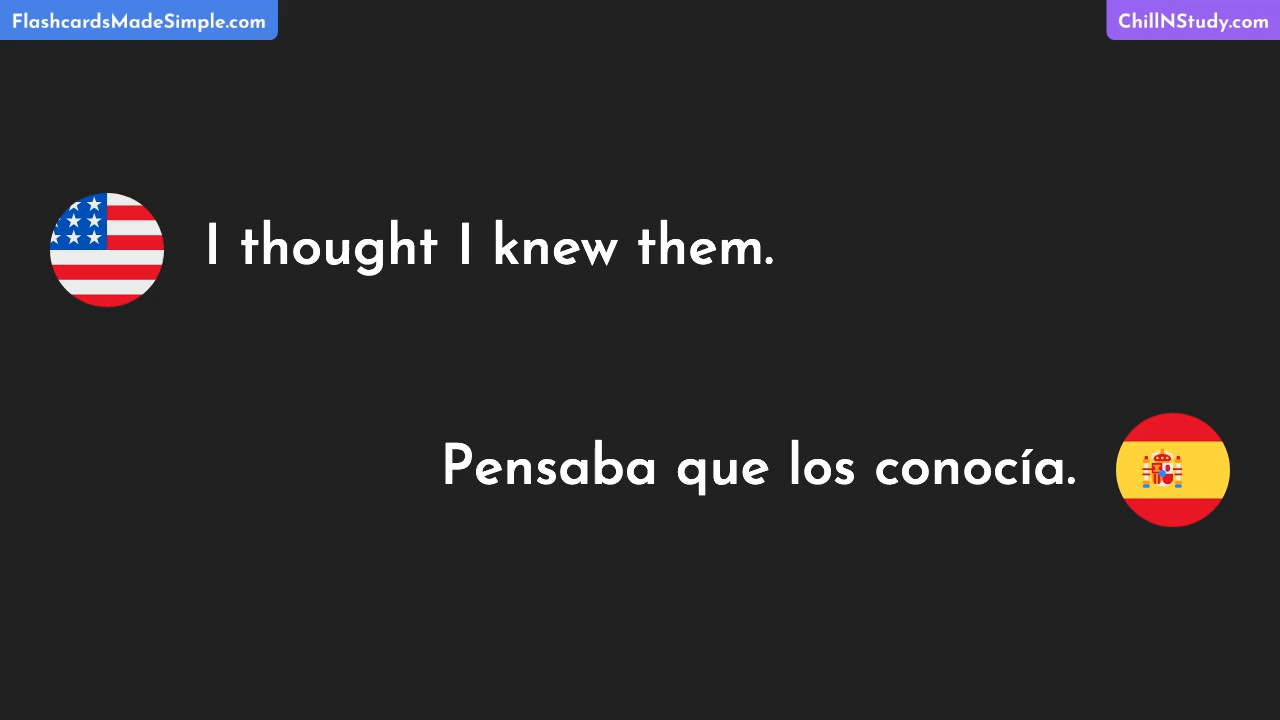 FlashcardsMadeSimple.com
ChillNStudy.com
I thought I knew them.
Pensaba que los conocía.